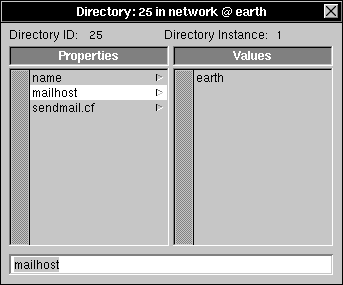 Directory: 25 in network @ earth
Directory ID: 25 Directory Instance: 1
Properties Values
name earth
mailhost
sendmail.cf
mailhost